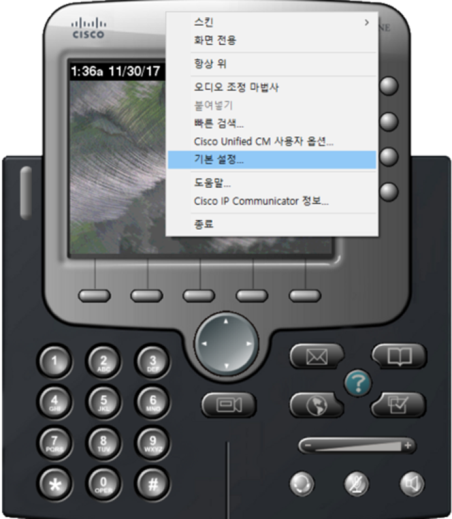 CISCO
NE
1:36a 11/30/17
스킨
화면 전용
항상 위
오디오 조정 마법사
붙여넣기
빠른 검색...
Cisco Unified CM 사용자 옵션...
기본 설정...
도움말...
Cisco IP Communicator 정보...
종료
1 2 ABC 3 DEF
4 GHI 5 JKL 6 MNO
7 PQRS 8 TUV 9 WXYZ
* 0 OPER #
?
- +